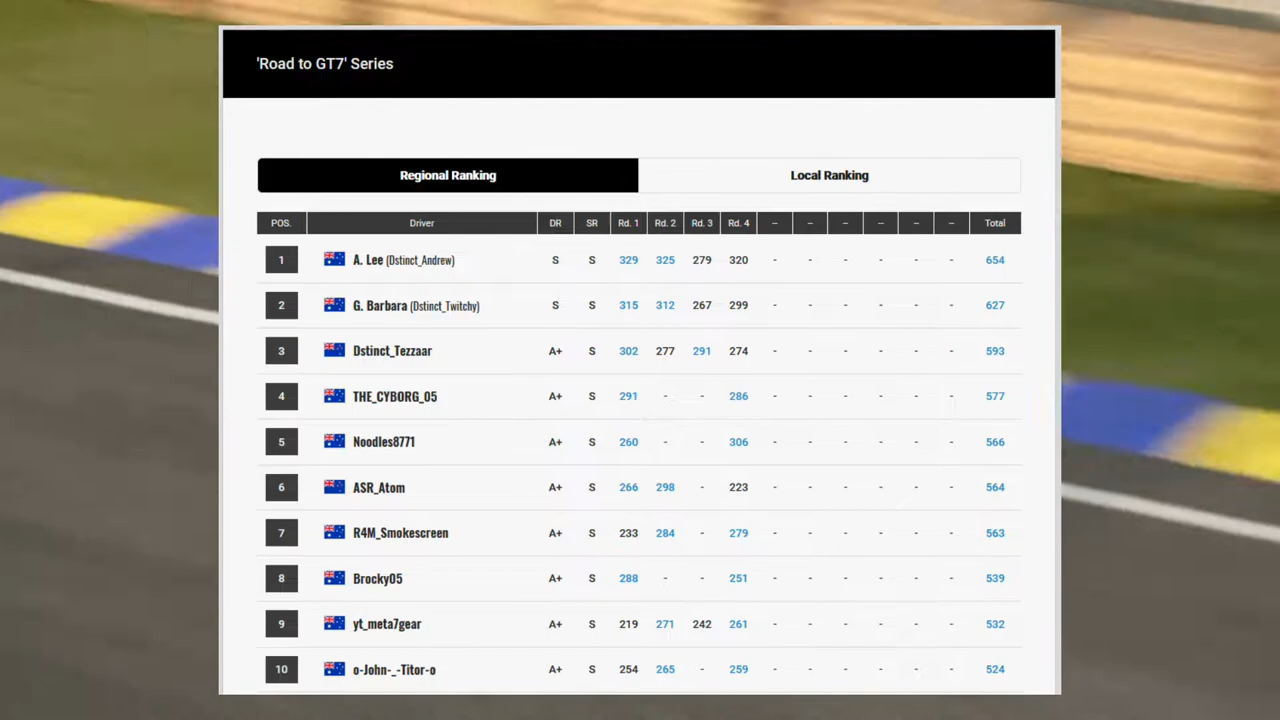 'Road to GT7' Series
Regional Ranking Local Ranking
POS. Driver DR SR Rd. 1 Rd. 2 Rd. 3 Rd. 4 -- -- -- -- -- -- Total
1 A. Lee (Dstinct_Andrew) S S 329 325 279 320 - - - - - - 654
2 G. Barbara (Dstinct_Twitchy) S S 315 312 267 299 - - - - - - 627
3 Dstinct_Tezzaar A+ S 302 277 291 274 - - - - - - 593
4 THE_CYBORG_05 A+ S 291 - - 286 - - - - - - 577
5 Noodles8771 A+ S 260 - - 306 - - - - - - 566
6 ASR_Atom A+ S 266 298 - 223 - - - - - - 564
7 R4M_Smokescreen A+ S 233 284 - 279 - - - - - - 563
8 Brocky05 A+ S 288 - - 251 - - - - - - 539
9 yt_meta7gear A+ S 219 271 242 261 - - - - - - 532
10 o-John-_-Titor-o A+ S 254 265 - 259 - - - - - - 524